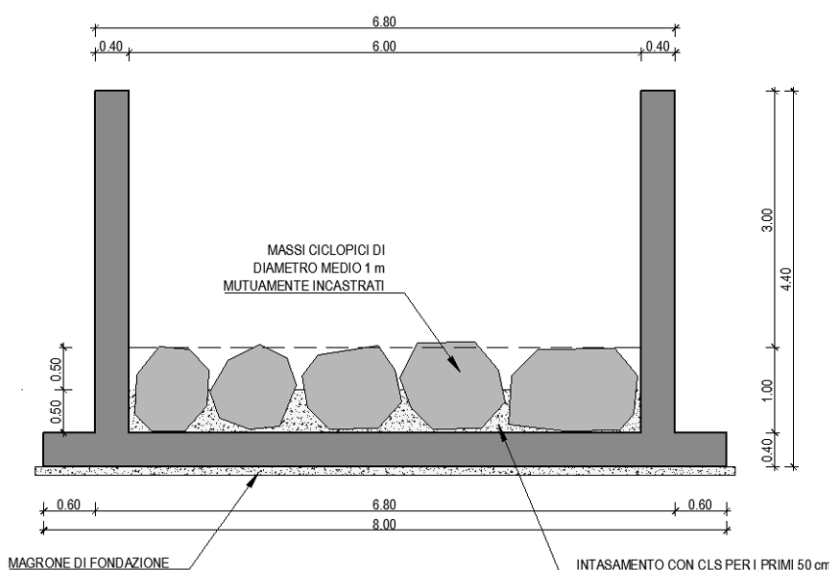 6.80
0.40
6.00
0.40
MASSI CICLOPICI DI
DIAMETRO MEDIO 1 m
MUTUAMENTE INCASTRATI
3.00
4.40
0.50
0.50
1.00
0.40
0.60
6.80
0.60
8.00
MAGRONE DI FONDAZIONE
INTASAMENTO CON CLS PER I PRIMI 50 cm